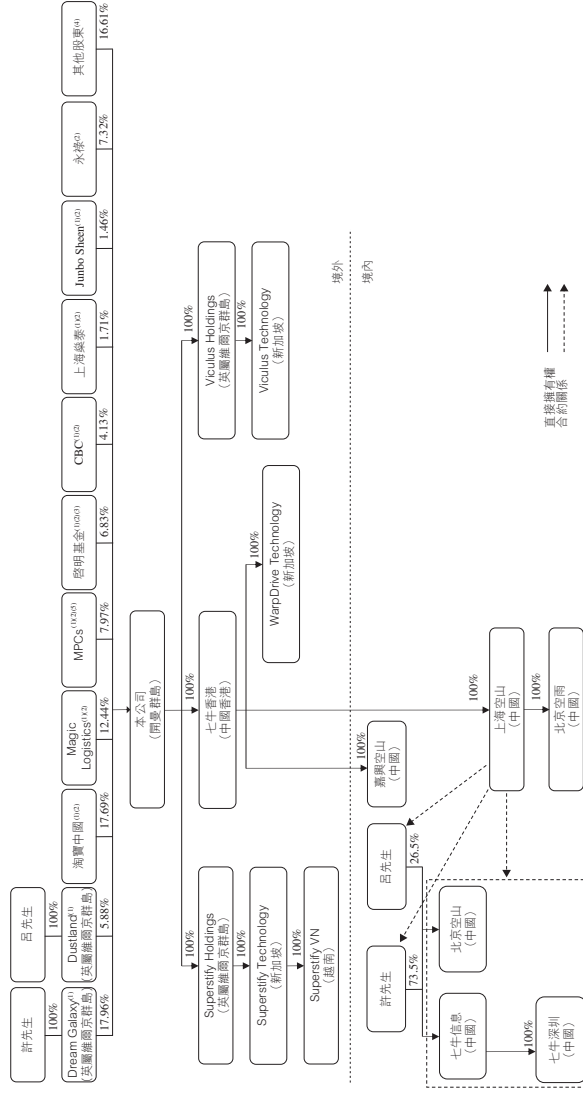 許先生
呂先生
100%
100%
Dream Galaxy(1)
(英屬維爾京群島)
Dustland(1)
(英屬維爾京群島)
淘寶中國(1)(2)
Magic
Logistics(1)(2)
MPCs(1)(2)(5)
啓明基金(1)(2)(3)
CBC(1)(2)
上海燊泰(1)(2)
Junbo Sheen(1)(2)
永祿(2)
其他股東(4)
17.96%
5.88%
17.69%
12.44%
7.97%
6.83%
4.13%
1.71%
1.46%
7.32%
16.61%
本公司
(開曼群島)
100%
100%
100%
Superstify Holdings
(英屬維爾京群島)
七牛香港
(中國香港)
Viculus Holdings
(英屬維爾京群島)
100%
100%
100%
Superstify Technology
(新加坡)
WarpDrive Technology
(新加坡)
Viculus Technology
(新加坡)
100%
Superstify VN
(越南)
境外
境內
100%
100%
許先生
呂先生
嘉興空山
(中國)
上海空山
(中國)
73.5%
26.5%
100%
七牛信息
(中國)
北京空山
(中國)
北京空雨
(中國)
100%
七牛深圳
(中國)
直接擁有權
合約關係